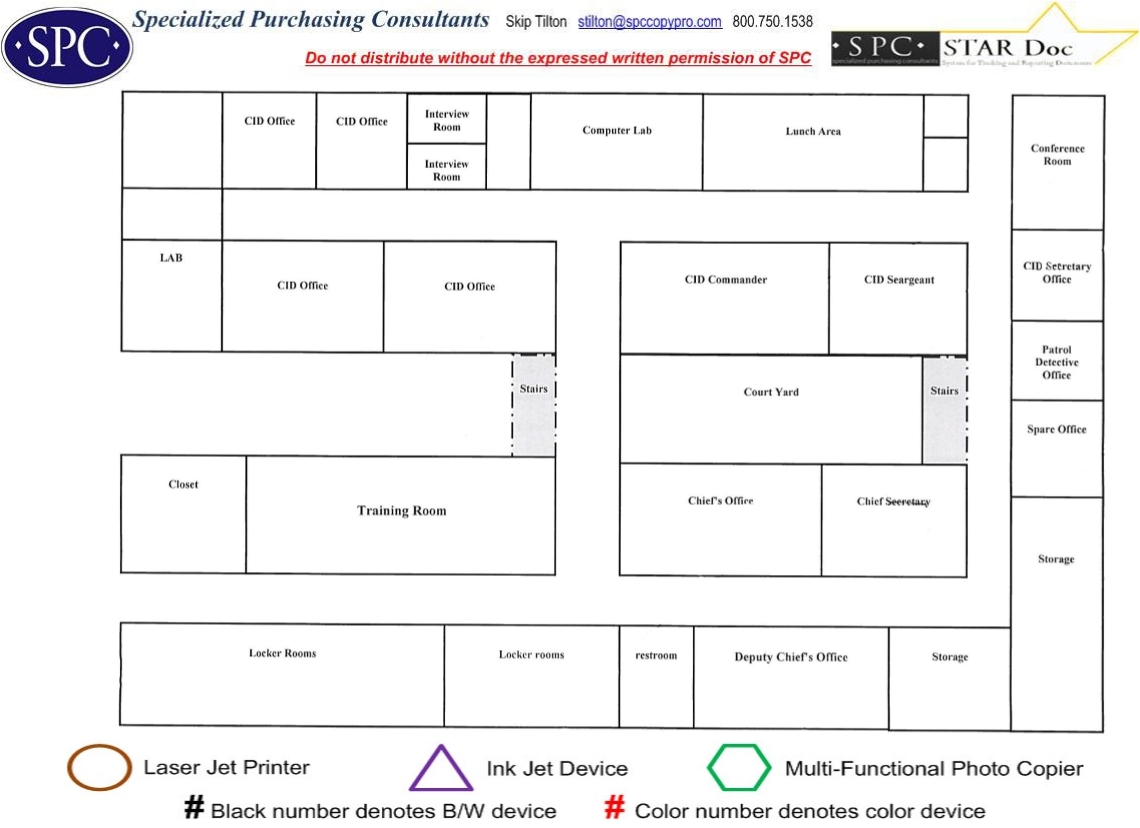 Specialized Purchasing Consultants Skip Tilton stilton@spccopypro.com 800.750.1538
·SPC·
Do not distribute without the expressed written permission of SPC
·SPC· STAR Doc
specialized purchasing consultants System for Tracking and Reporting Documents
CID Office
CID Office
Interview
Room
Interview
Room
Computer Lab
Lunch Area
Conference
Room
LAB
CID Office
CID Office
CID Commander
CID Seargeant
CID Secretary
Office
Patrol
Detective
Office
Stairs
Court Yard
Stairs
Spare Office
Closet
Training Room
Chief's Office
Chief Secretary
Storage
Locker Rooms
Locker rooms
restroom
Deputy Chief's Office
Storage
Laser Jet Printer
Ink Jet Device
Multi-Functional Photo Copier
# Black number denotes B/W device
# Color number denotes color device